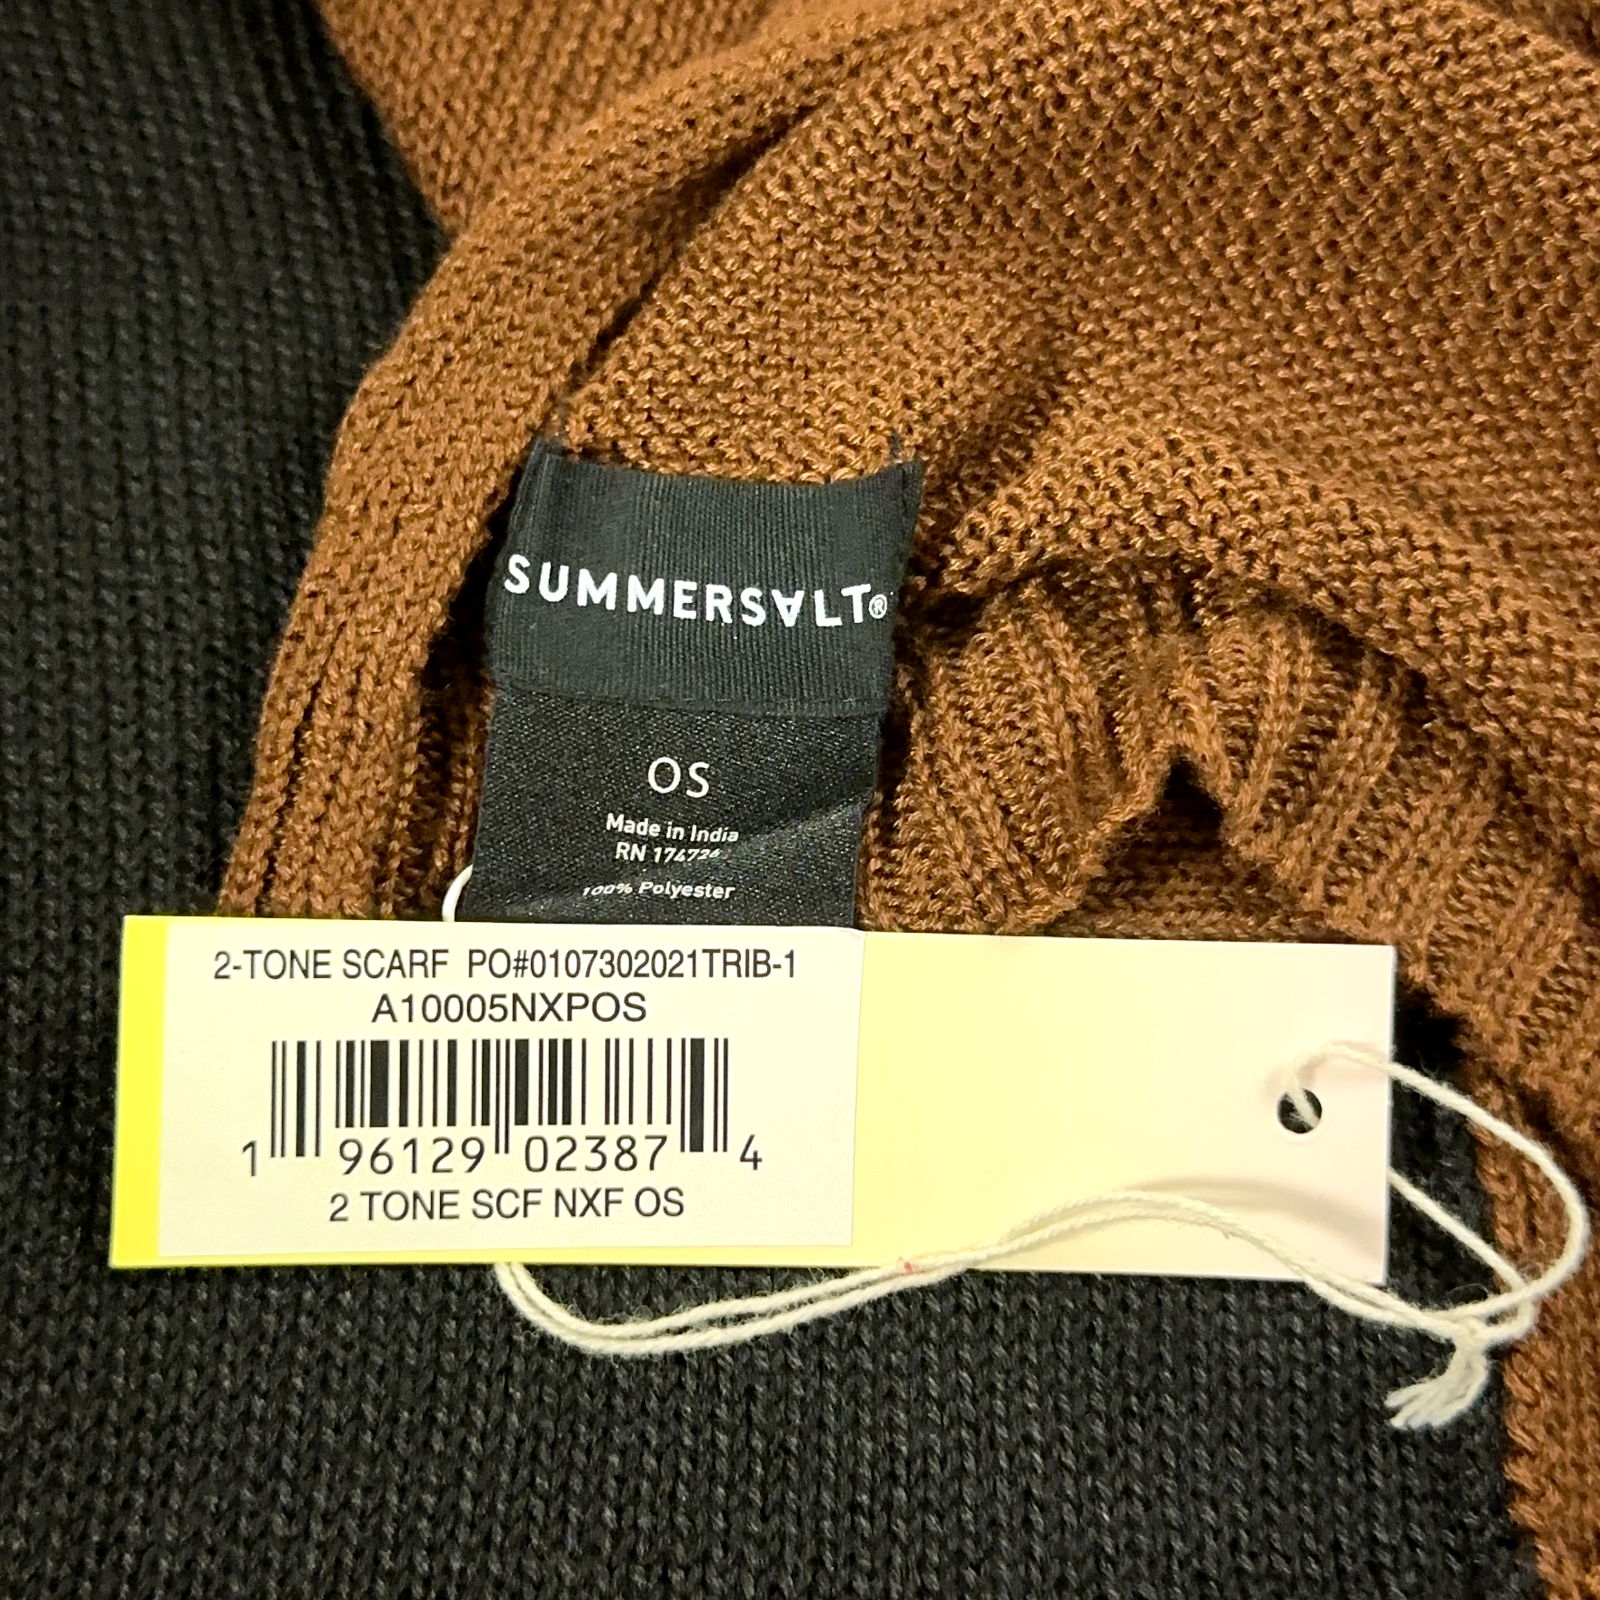 SUMMERSALT®
OS
Made in India
RN
100% Polyester
2-TONE SCARF PO#0107302021TRIB-1
A10005NXPOS
1 96129 02387 4
2 TONE SCF NXF OS